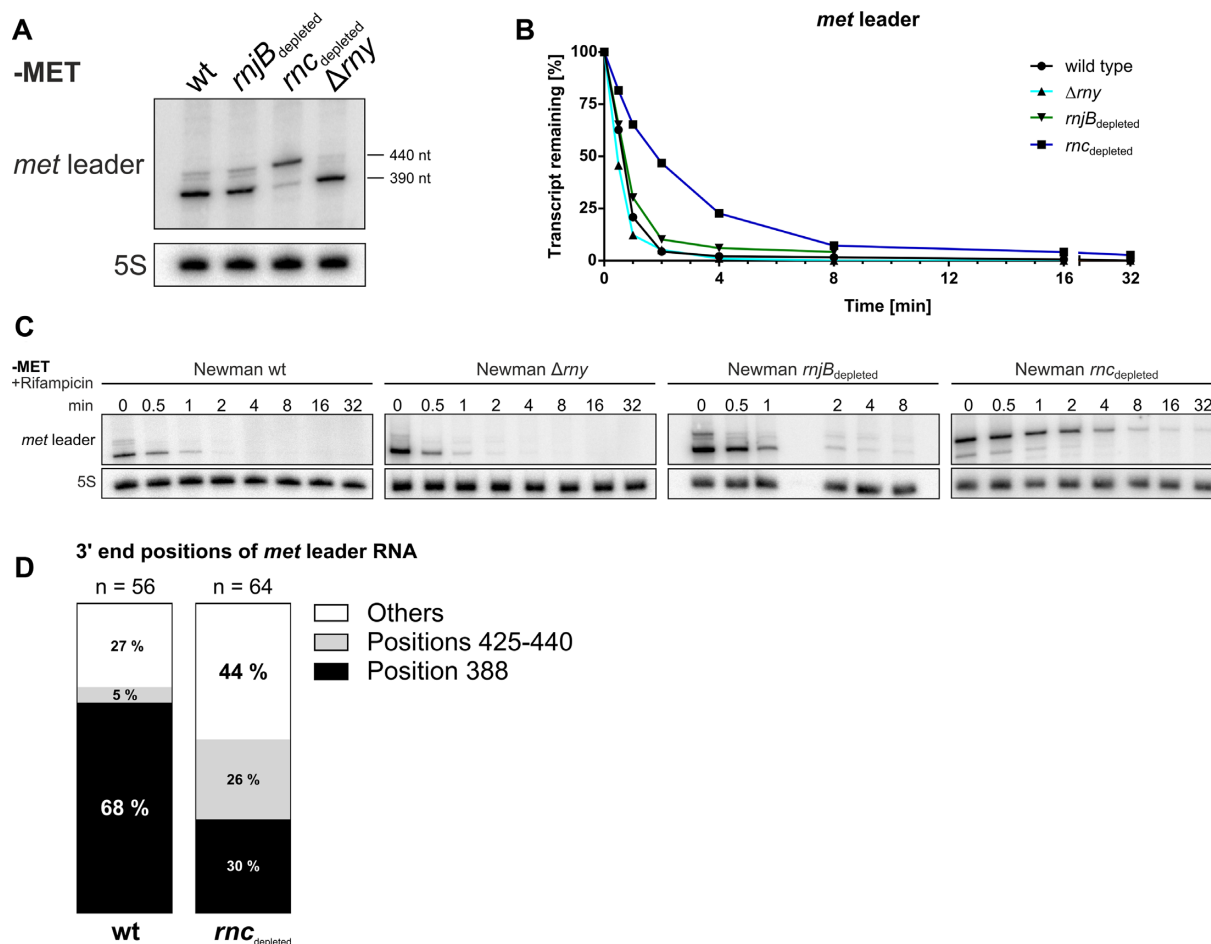 A
-MET
wt rnjB depleted rnc depleted Δrny
met leader
440 nt
390 nt
5S
B
met leader
Transcript remaining [%]
100
75
50
25
0
0 4 8 12 16 32
Time [min]
wild type
Δrny
rnjB depleted
rnc depleted
C
-MET
+Rifampicin
Newman wt Newman Δrny Newman rnjB depleted Newman rnc depleted
min 0 0.5 1 2 4 8 16 32 0 0.5 1 2 4 8 16 32 0 0.5 1 2 4 8 0 0.5 1 2 4 8 16 32
met leader
5S
D
3' end positions of met leader RNA
n = 56 n = 64
27 %
5 %
68 %
44 %
26 %
30 %
Others
Positions 425-440
Position 388
wt rnc depleted